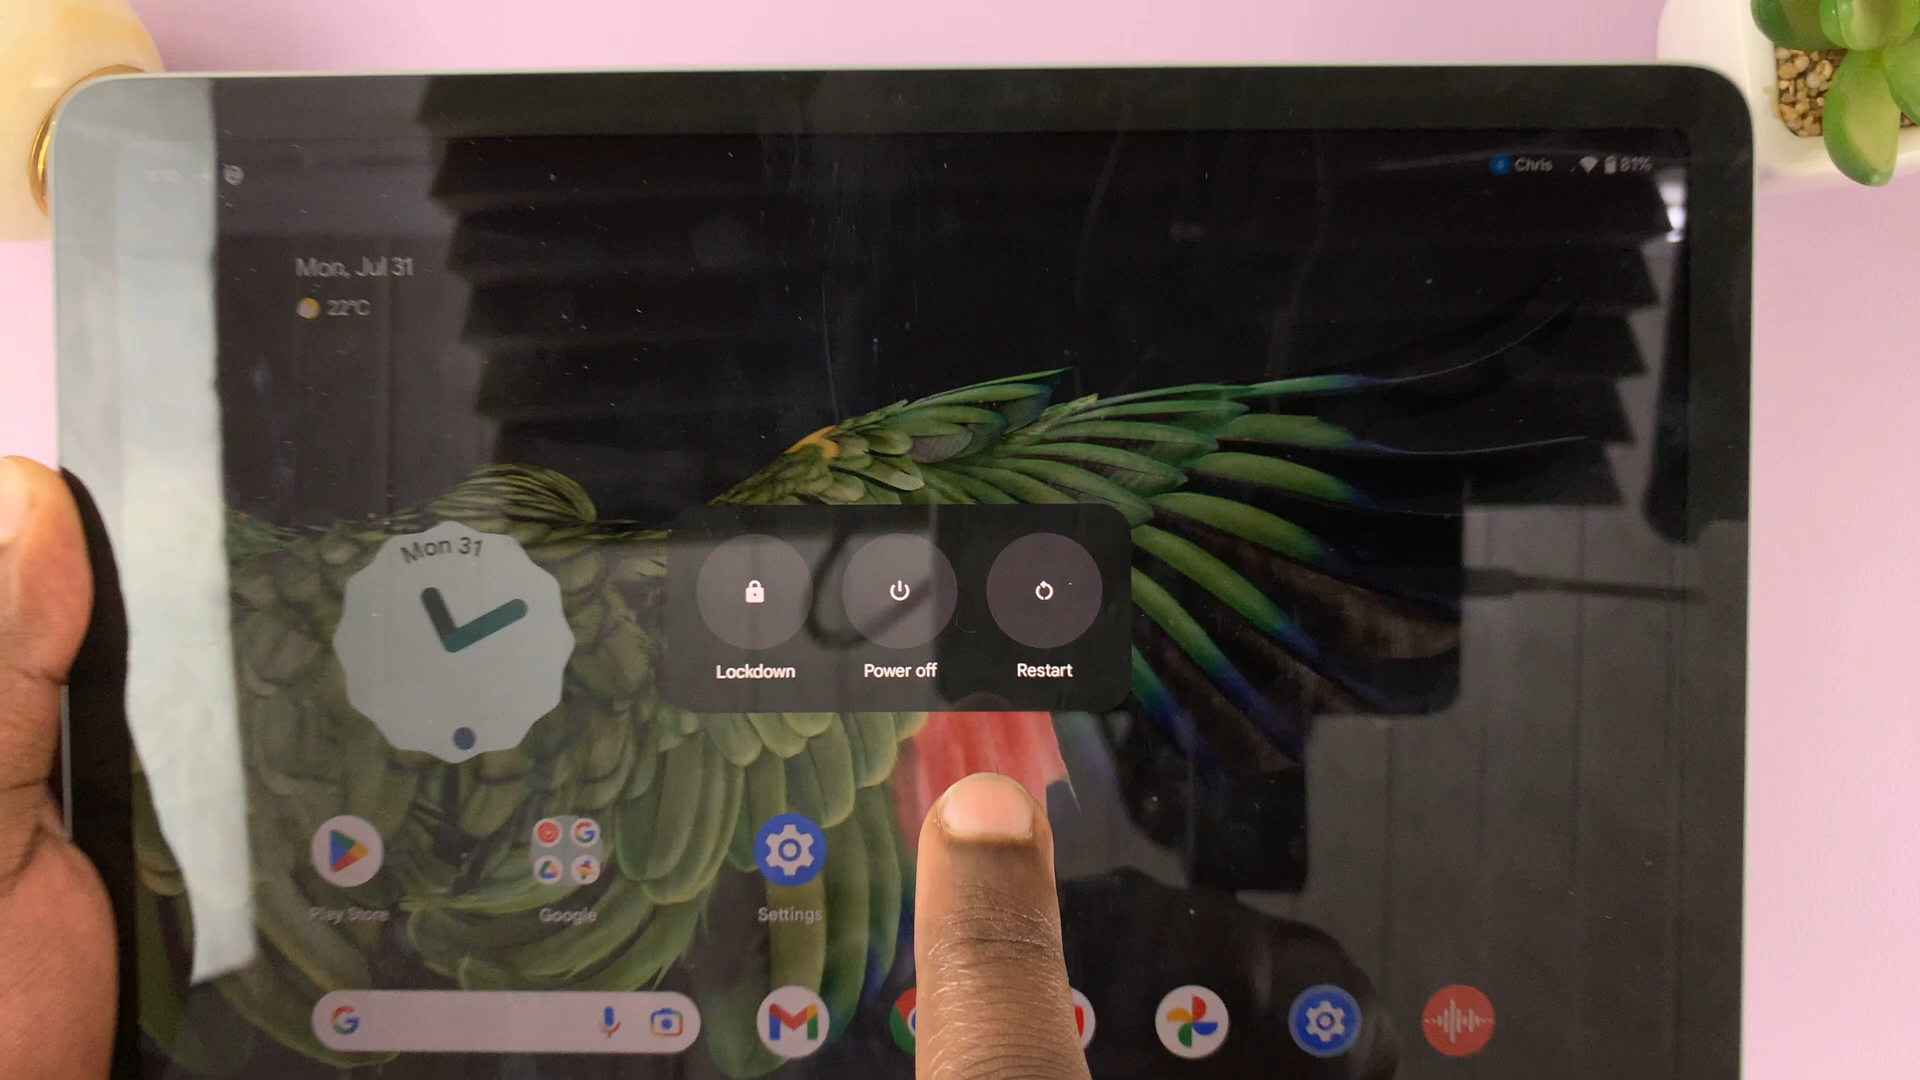 Chris 81%
Mon, Jul 31
22°C
Mon 31
Lockdown
Power off
Restart
Play Store
Google
Settings